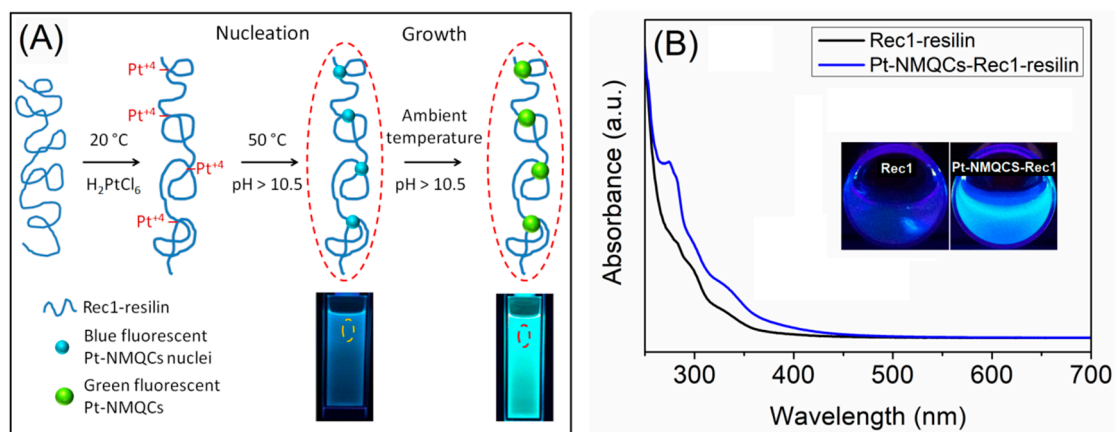 (A)
Nucleation
Growth
Pt+4
Pt+4
Pt+4
Pt+4
20 °C
H2PtCl6
50 °C
pH > 10.5
Ambient
temperature
pH > 10.5
Rec1-resilin
Blue fluorescent
Pt-NMQCs nuclei
Green fluorescent
Pt-NMQCs
(B)
Rec1-resilin
Pt-NMQCs-Rec1-resilin
Rec1
Pt-NMQCS-Rec1
Absorbance (a.u.)
300 400 500 600 700
Wavelength (nm)